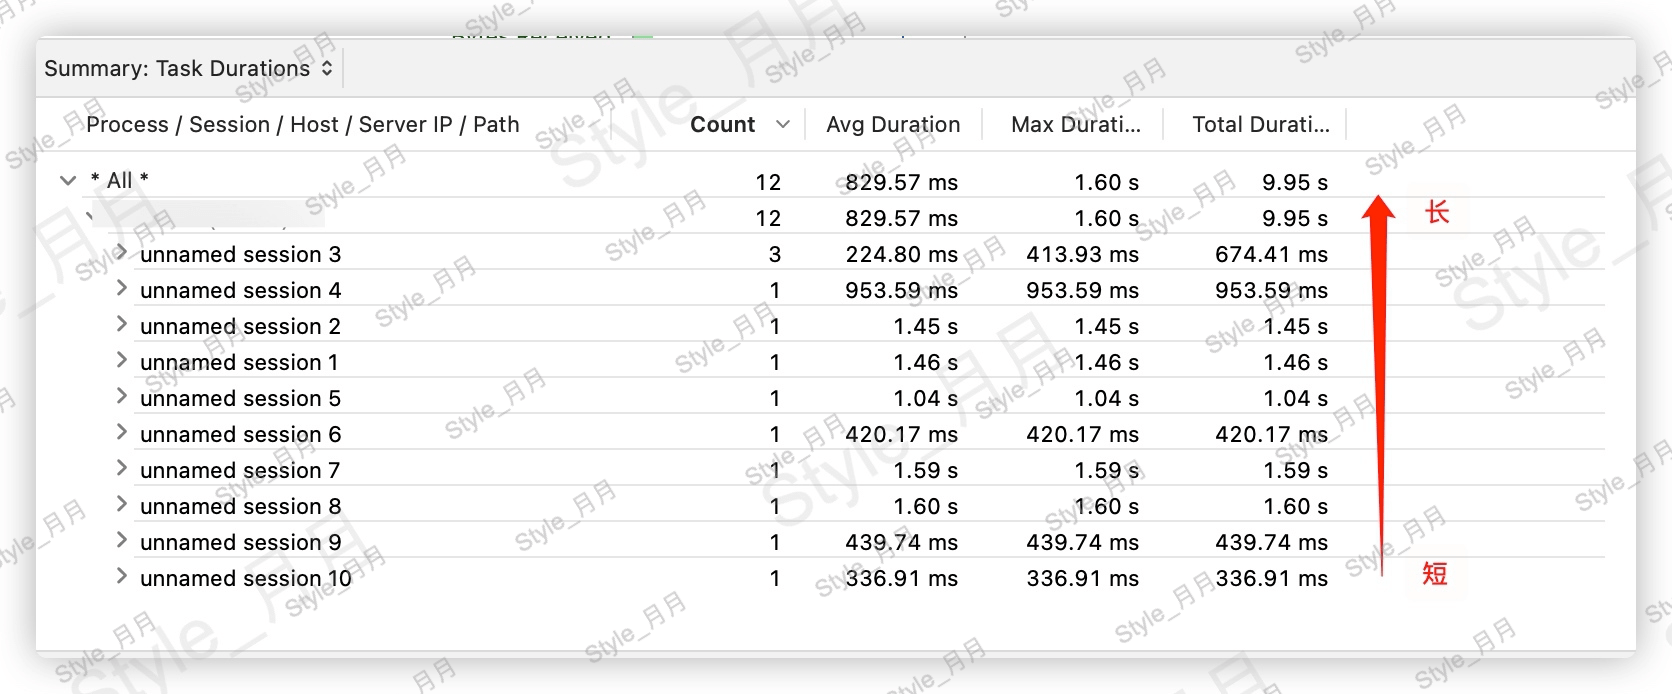 Summary: Task Durations
Process / Session / Host / Server IP / Path Count Avg Duration Max Durati... Total Durati...
* All * 12 829.57 ms 1.60 s 9.95 s
12 829.57 ms 1.60 s 9.95 s
长
unnamed session 3 3 224.80 ms 413.93 ms 674.41 ms
unnamed session 4 1 953.59 ms 953.59 ms 953.59 ms
unnamed session 2 1 1.45 s 1.45 s 1.45 s
unnamed session 1 1 1.46 s 1.46 s 1.46 s
unnamed session 5 1 1.04 s 1.04 s 1.04 s
unnamed session 6 1 420.17 ms 420.17 ms 420.17 ms
unnamed session 7 1 1.59 s 1.59 s 1.59 s
unnamed session 8 1 1.60 s 1.60 s 1.60 s
unnamed session 9 1 439.74 ms 439.74 ms 439.74 ms
unnamed session 10 1 336.91 ms 336.91 ms 336.91 ms
短
Style_月月